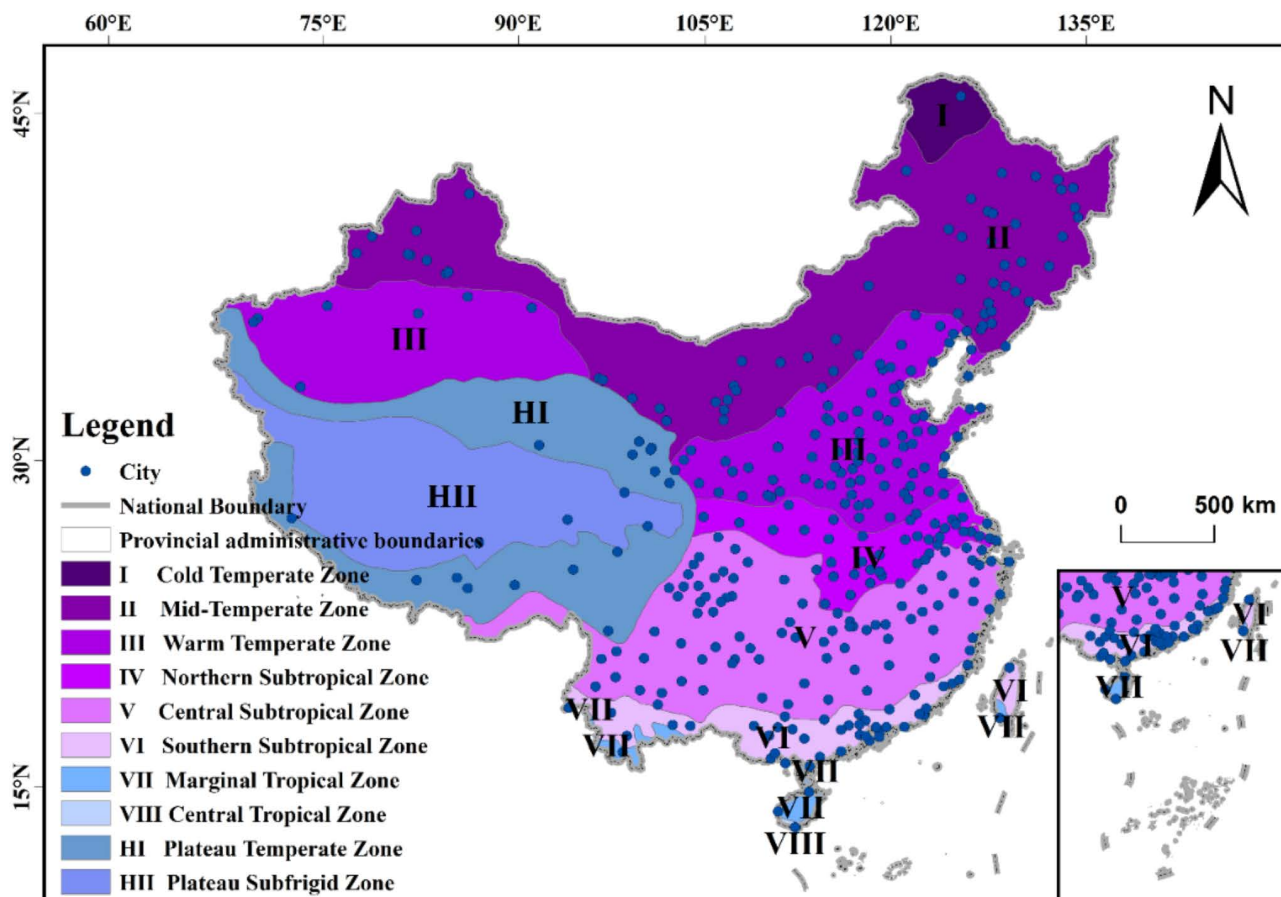 60°E 75°E 90°E 105°E 120°E 135°E
45°N
30°N
15°N
N
I
II
III
HI
III
HII
IV
V
VI
VII
VI
VII
VII
VI
VII
VII
VIII
0 500 km
V
VI
VI
VII
VII
Legend
City
National Boundary
Provincial administrative boundaries
I Cold Temperate Zone
II Mid-Temperate Zone
III Warm Temperate Zone
IV Northern Subtropical Zone
V Central Subtropical Zone
VI Southern Subtropical Zone
VII Marginal Tropical Zone
VIII Central Tropical Zone
HI Plateau Temperate Zone
HII Plateau Subfrigid Zone